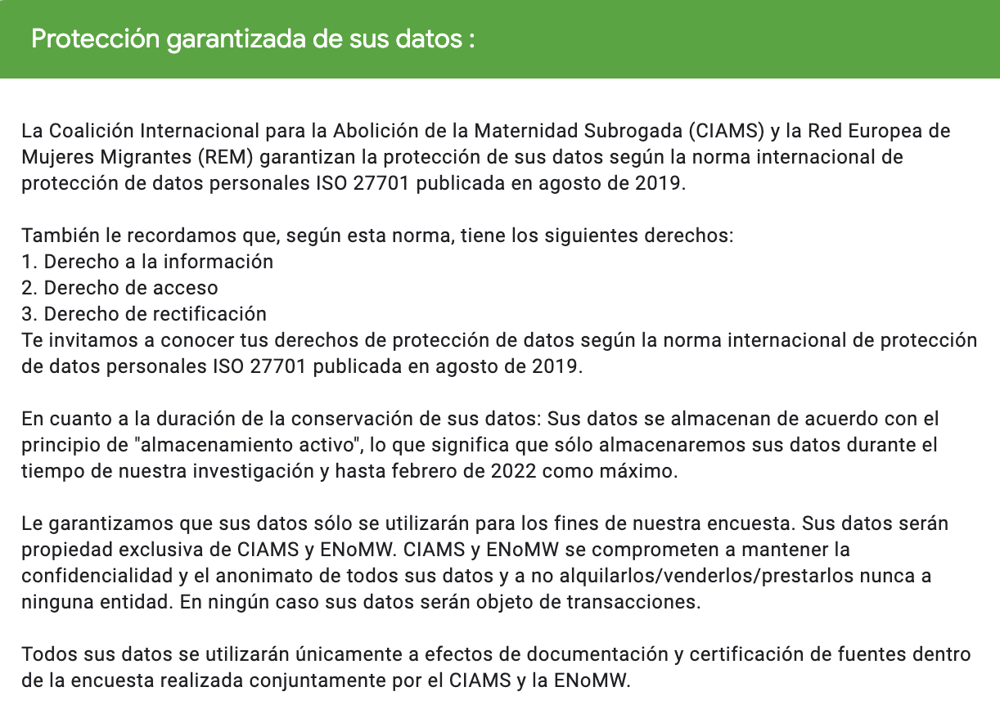 Protección garantizada de sus datos :
La Coalición Internacional para la Abolición de la Maternidad Subrogada (CIAMS) y la Red Europea de
Mujeres Migrantes (REM) garantizan la protección de sus datos según la norma internacional de
protección de datos personales ISO 27701 publicada en agosto de 2019.
También le recordamos que, según esta norma, tiene los siguientes derechos:
1. Derecho a la información
2. Derecho de acceso
3. Derecho de rectificación
Te invitamos a conocer tus derechos de protección de datos según la norma internacional de protección
de datos personales ISO 27701 publicada en agosto de 2019.
En cuanto a la duración de la conservación de sus datos: Sus datos se almacenan de acuerdo con el
principio de "almacenamiento activo", lo que significa que sólo almacenaremos sus datos durante el
tiempo de nuestra investigación y hasta febrero de 2022 como máximo.
Le garantizamos que sus datos sólo se utilizarán para los fines de nuestra encuesta. Sus datos serán
propiedad exclusiva de CIAMS y ENoMW. CIAMS y ENoMW se comprometen a mantener la
confidencialidad y el anonimato de todos sus datos y a no alquilarlos/venderlos/prestarlos nunca a
ninguna entidad. En ningún caso sus datos serán objeto de transacciones.
Todos sus datos se utilizarán únicamente a efectos de documentación y certificación de fuentes dentro
de la encuesta realizada conjuntamente por el CIAMS y la ENoMW.